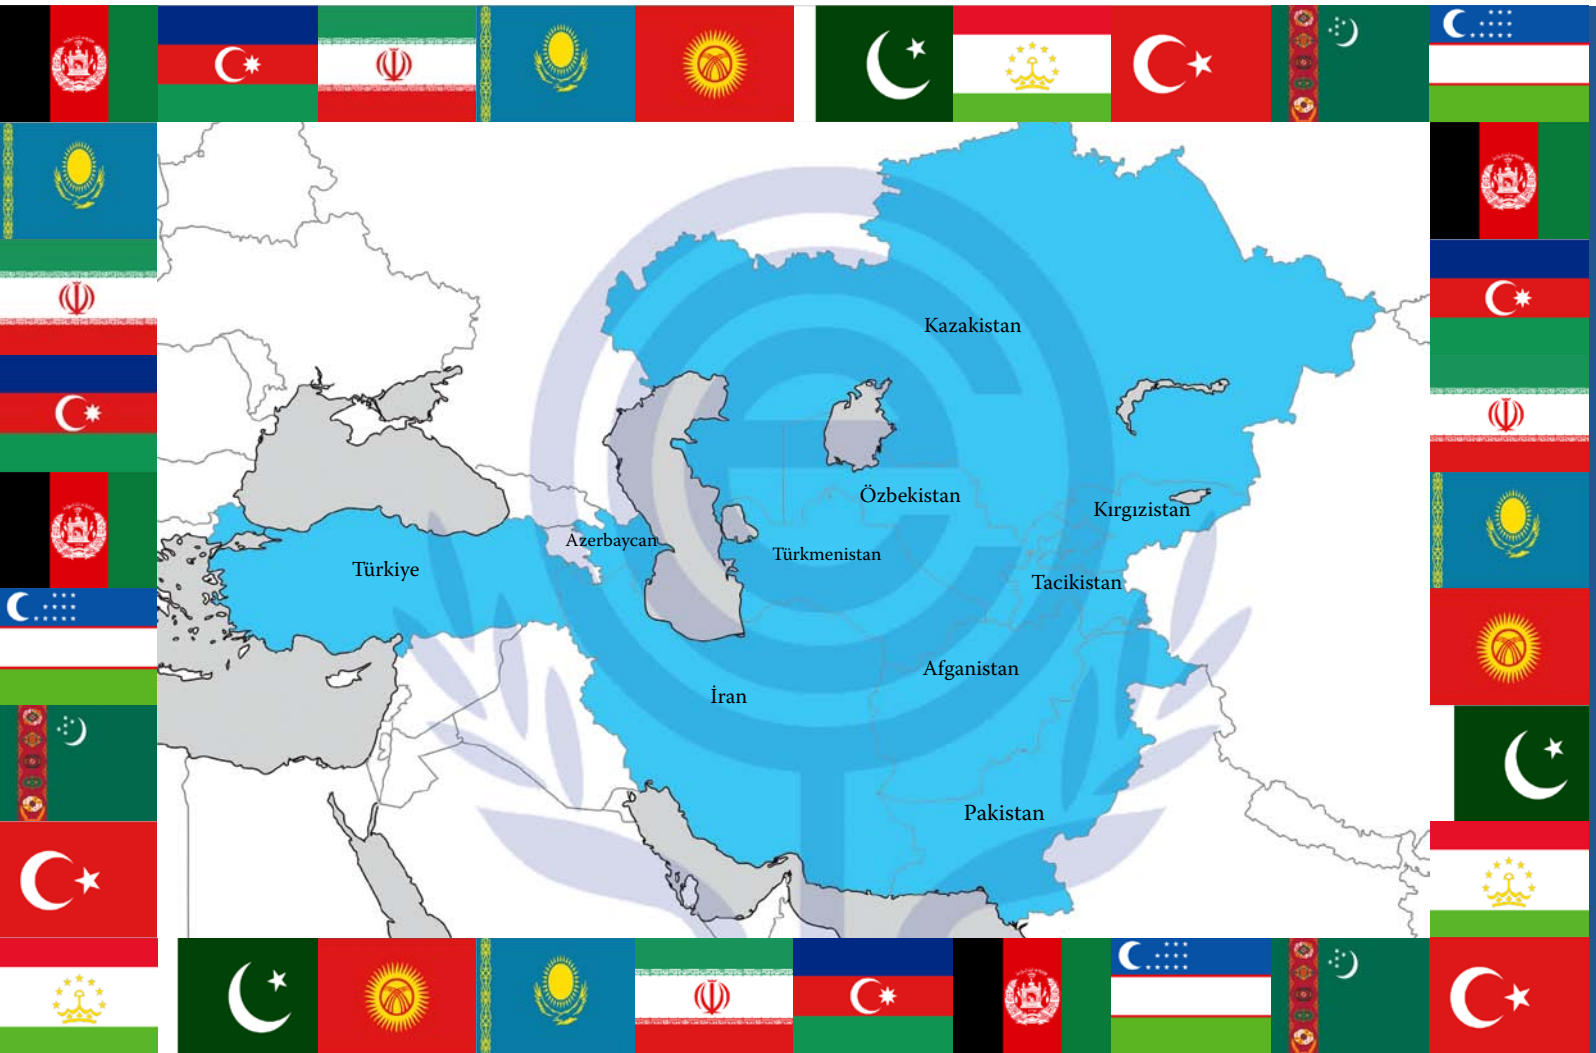 Kazakistan
Özbekistan
Kırgızistan
Azerbaycan
Türkmenistan
Türkiye
Tacikistan
Afganistan
İran
Pakistan